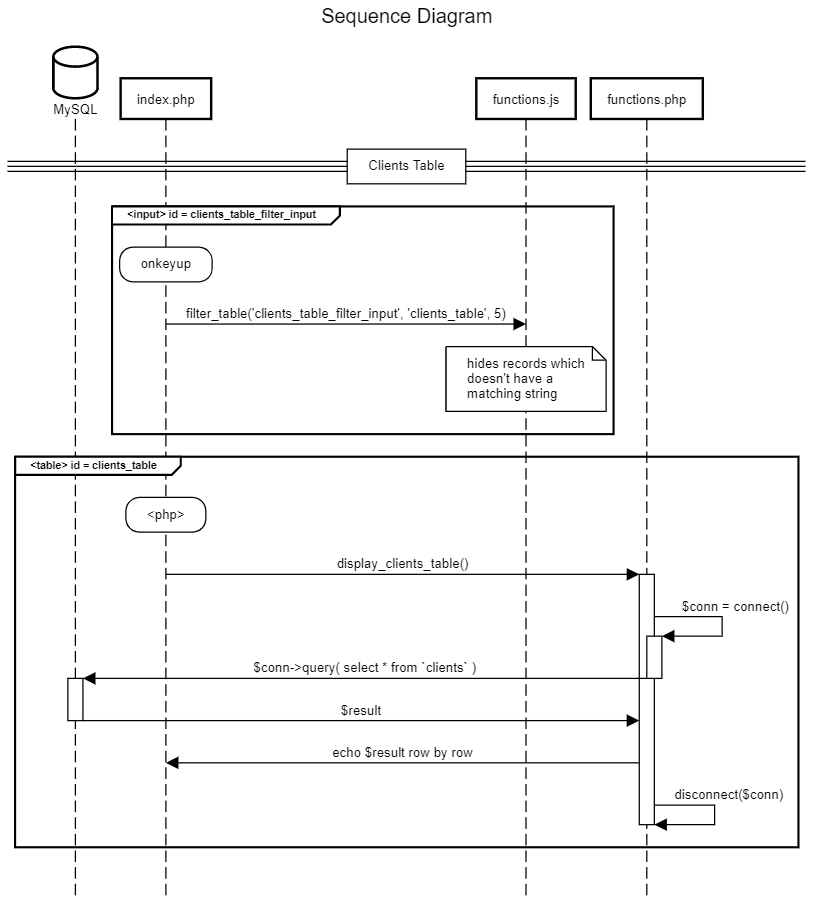 Sequence Diagram
MySQL
index.php
functions.js
functions.php
Clients Table
<input> id = clients_table_filter_input
onkeyup
filter_table('clients_table_filter_input', 'clients_table', 5)
hides records which
doesn't have a
matching string
<table> id = clients_table
<php>
display_clients_table()
$conn = connect()
$conn->query( select * from `clients` )
$result
echo $result row by row
disconnect($conn)